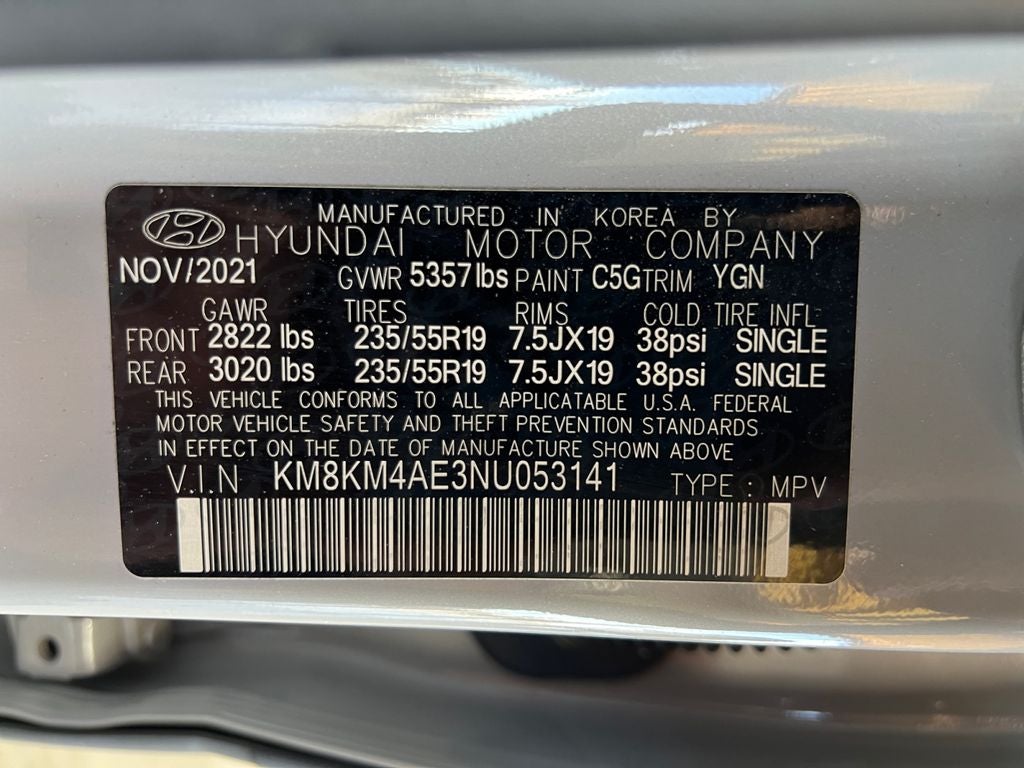 MANUFACTURED IN KOREA BY
HYUNDAI MOTOR COMPANY
NOV/2021 GVWR 5357lbs PAINT C5G TRIM YGN
GAWR TIRES RIMS COLD TIRE INFL
FRONT 2822 lbs 235/55R19 7.5JX19 38psi SINGLE
REAR 3020 lbs 235/55R19 7.5JX19 38psi SINGLE
THIS VEHICLE CONFORMS TO ALL APPLICATABLE U.S.A. FEDERAL
MOTOR VEHICLE SAFETY AND THEFT PREVENTION STANDARDS
IN EFFECT ON THE DATE OF MANUFACTURE SHOWN ABOVE
V.I.N KM8KM4AE3NU053141 TYPE : MPV